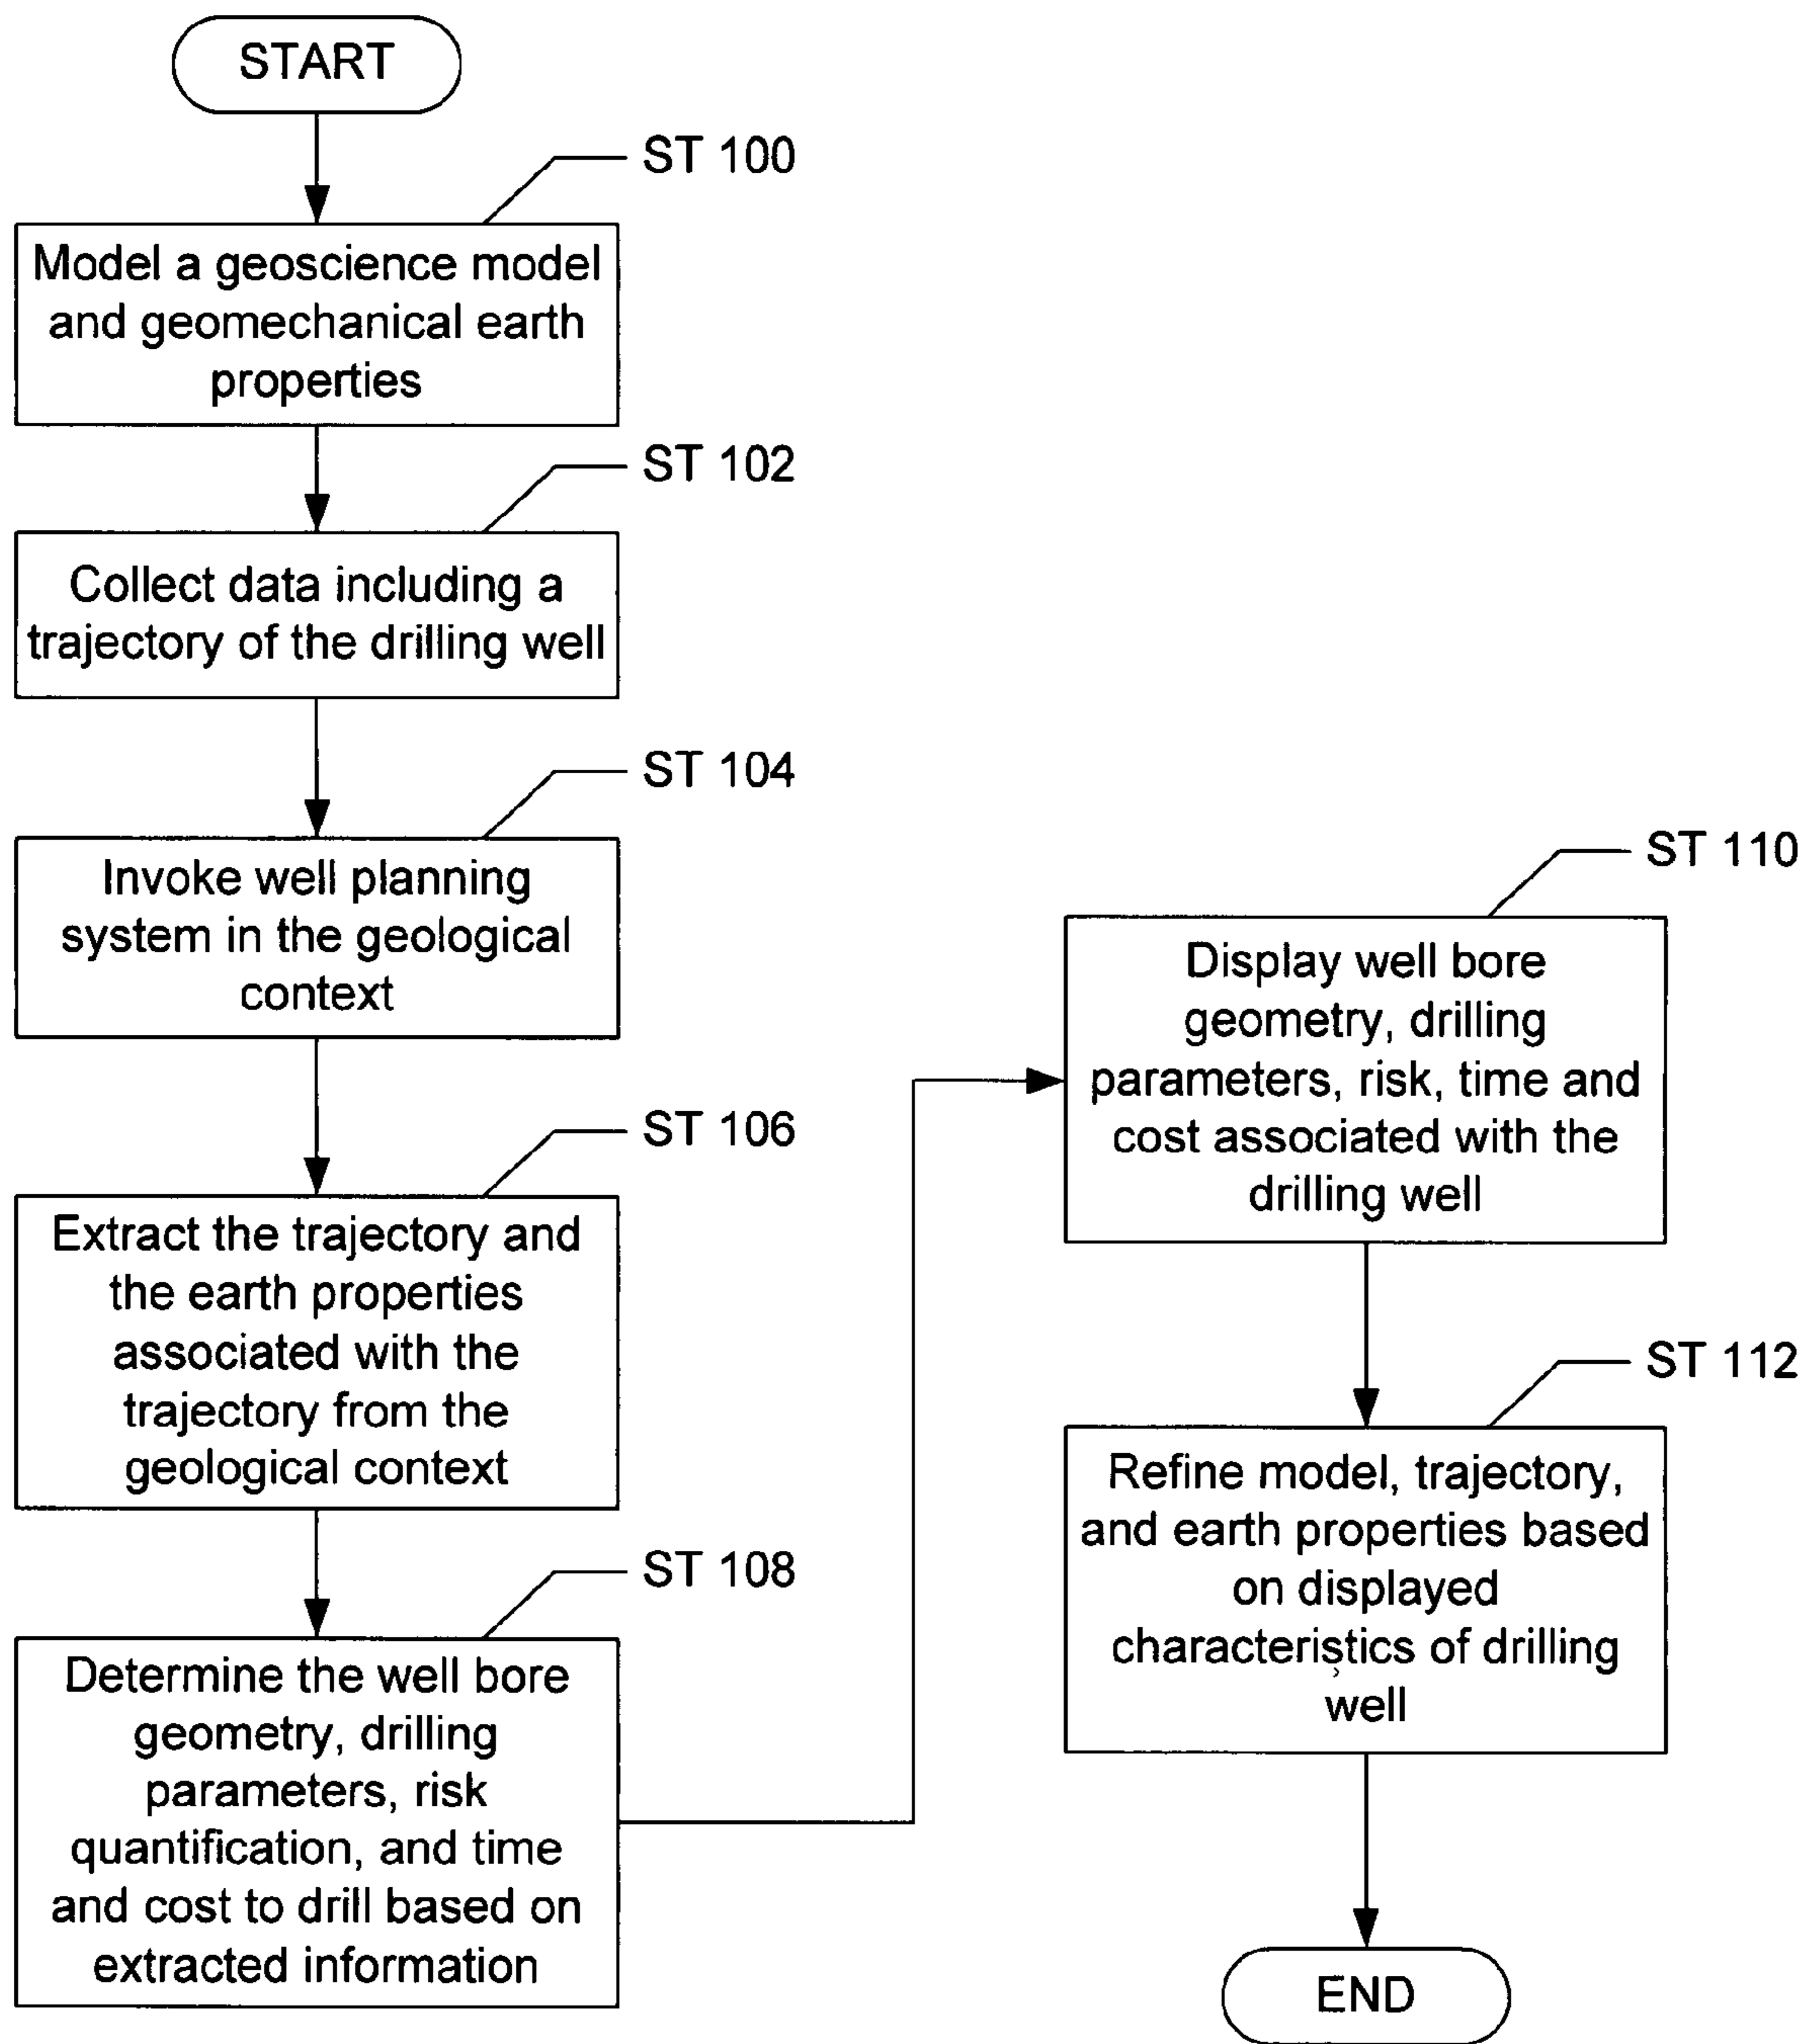 START
ST 100
Model a geoscience model
and geomechanical earth
properties
ST 102
Collect data including a
trajectory of the drilling well
ST 104
Invoke well planning
system in the geological
context
ST 106
Extract the trajectory and
the earth properties
associated with the
trajectory from the
geological context
ST 108
Determine the well bore
geometry, drilling
parameters, risk
quantification, and time
and cost to drill based on
extracted information
ST 110
Display well bore
geometry, drilling
parameters, risk, time and
cost associated with the
drilling well
ST 112
Refine model, trajectory,
and earth properties based
on displayed
characteristics of drilling
well
END